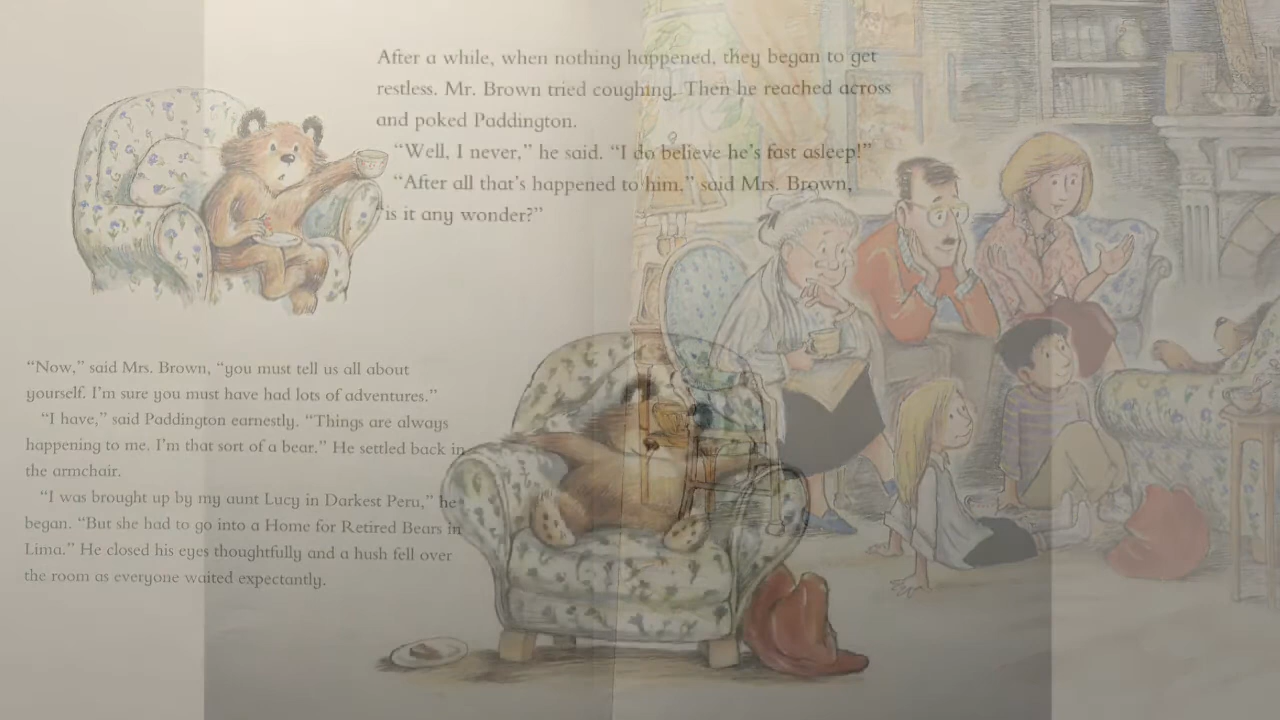 After a while, when nothing happened, they began to get
restless. Mr. Brown tried coughing. Then he reached across
and poked Paddington.
“Well, I never,” he said. “I do believe he’s fast asleep!”
“After all that’s happened to him,” said Mrs. Brown,
“is it any wonder?”
“Now,” said Mrs. Brown, “you must tell us all about
yourself. I’m sure you must have had lots of adventures.”
“I have,” said Paddington earnestly. “Things are always
happening to me. I’m that sort of a bear.” He settled back in
the armchair.
“I was brought up by my aunt Lucy in Darkest Peru,” he
began. “But she had to go into a Home for Retired Bears in
Lima.” He closed his eyes thoughtfully and a hush fell over
the room as everyone waited expectantly.